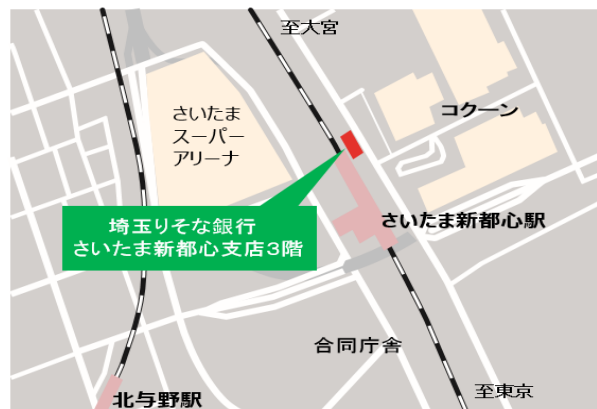 至大宮
コクーン
さいたま
スーパー
アリーナ
埼玉りそな銀行
さいたま新都心支店3階
さいたま新都心駅
合同庁舎
至東京
北与野駅